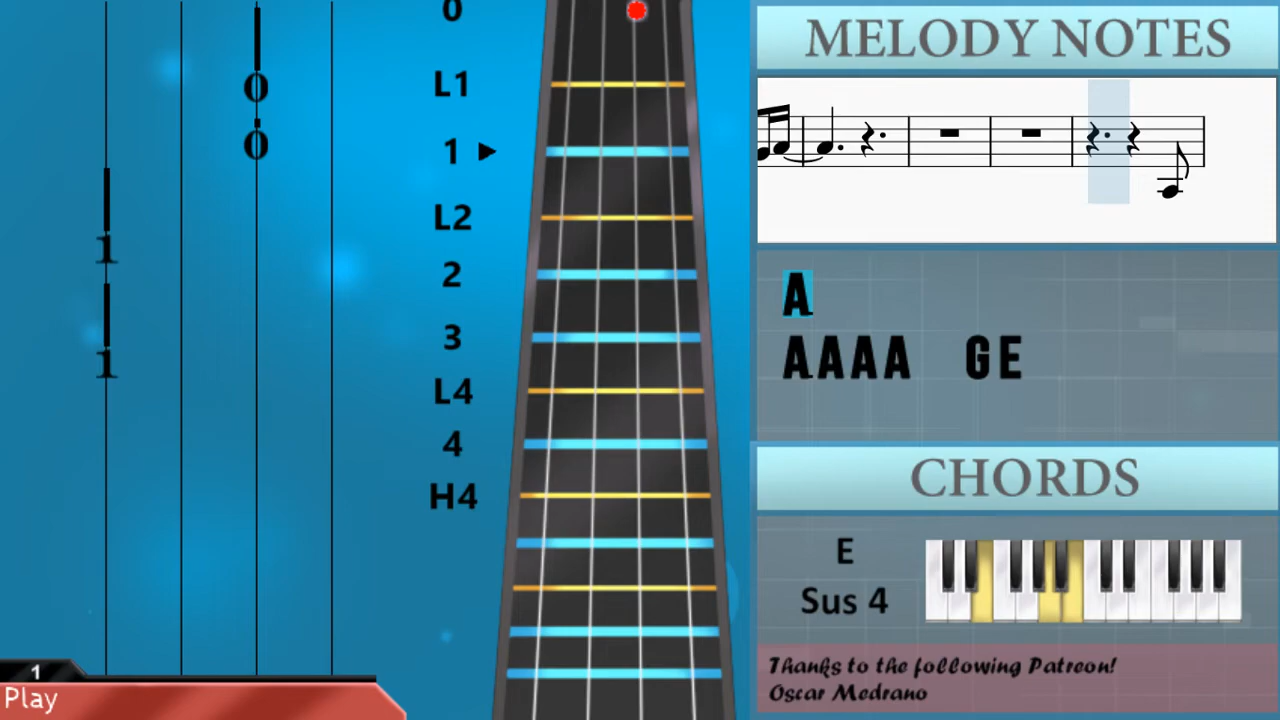 0
0
0
1
1
1
Play
0
L1
1
L2
2
3
L4
4
H4
MELODY NOTES
A
AAAA GE
CHORDS
E
Sus 4
Thanks to the following Patreon!
Oscar Medrano